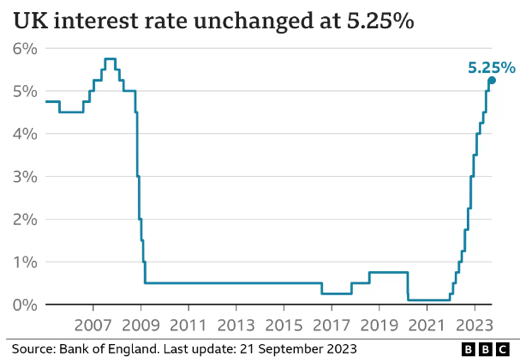 UK interest rate unchanged at 5.25%
6%
5.25%
5%
4%
3%
2%
1%
0%
2007 2009 2011 2013 2015 2017 2019 2021 2023
Source: Bank of England. Last update: 21 September 2023
BBC